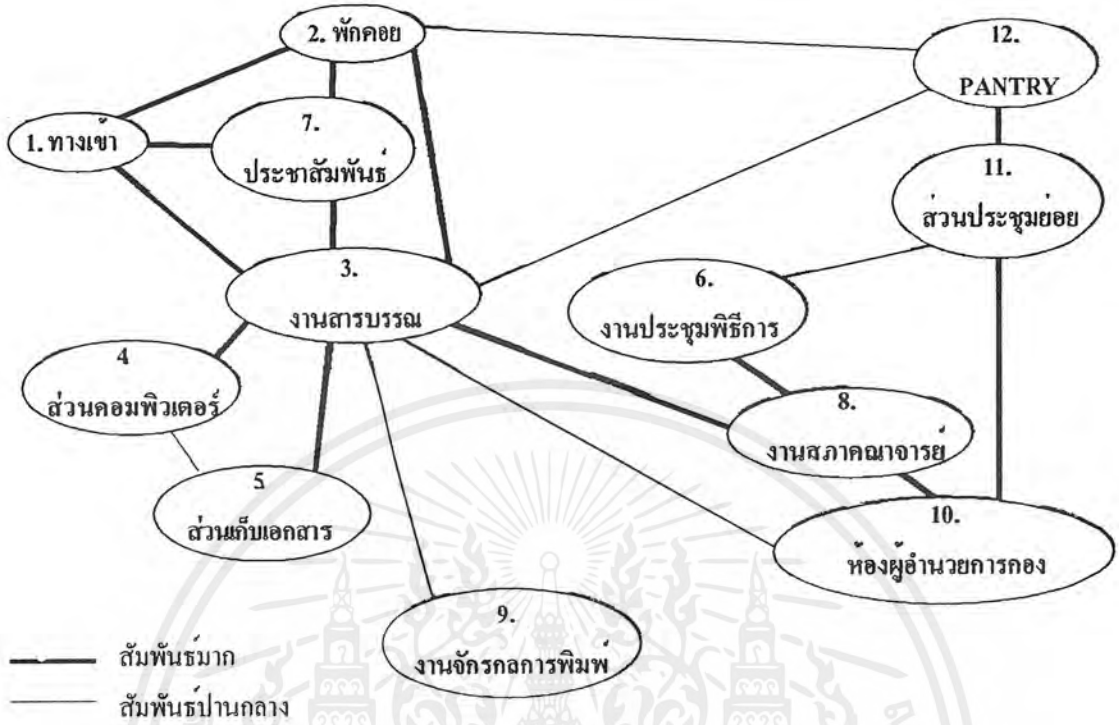 2. พักคอย
12.
PANTRY
1. ทางเข้า
7.
ประชาสัมพันธ์
11.
ส่วนประชุมย่อย
3.
งานสารบรรณ
6.
งานประชุมพิธีการ
4
ส่วนคอมพิวเตอร์
8.
งานสภาคณาจารย์
5
ส่วนเก็บเอกสาร
10.
ห้องผู้อำนวยการกอง
9.
งานจักรกลการพิมพ์
สัมพันธ์มาก
สัมพันธ์ปานกลาง